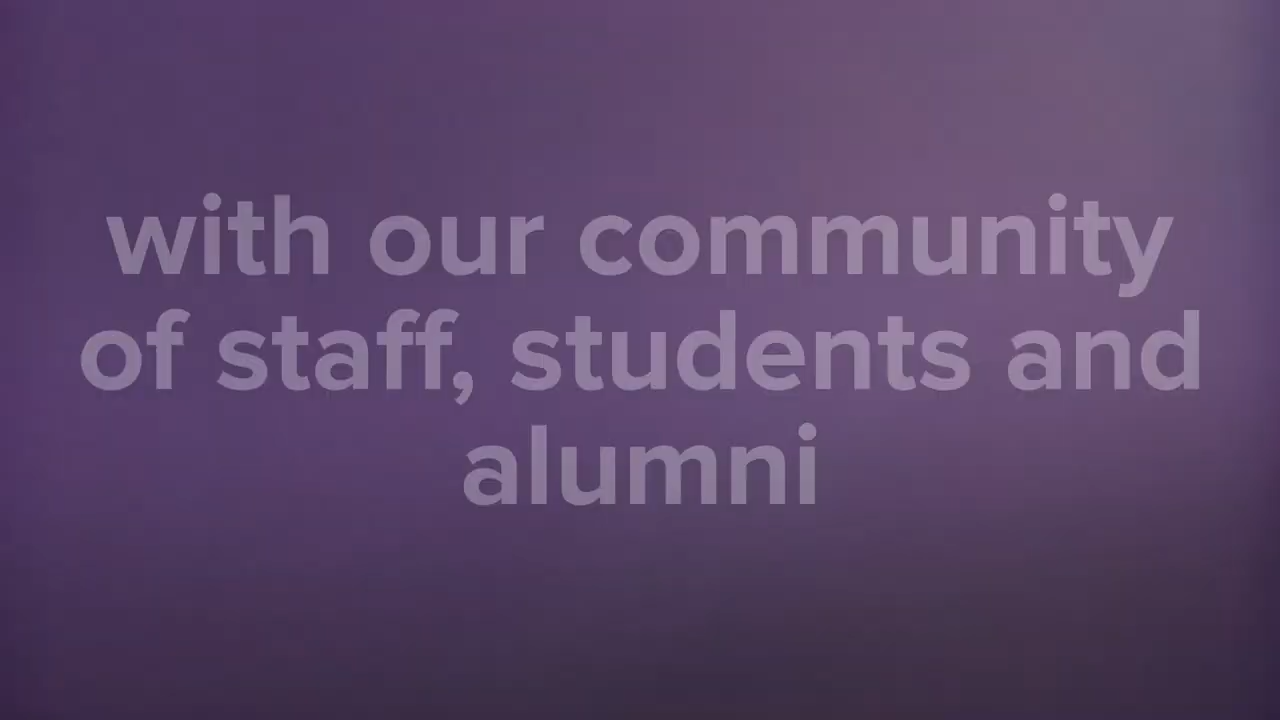 with our community
of staff, students and
alumni